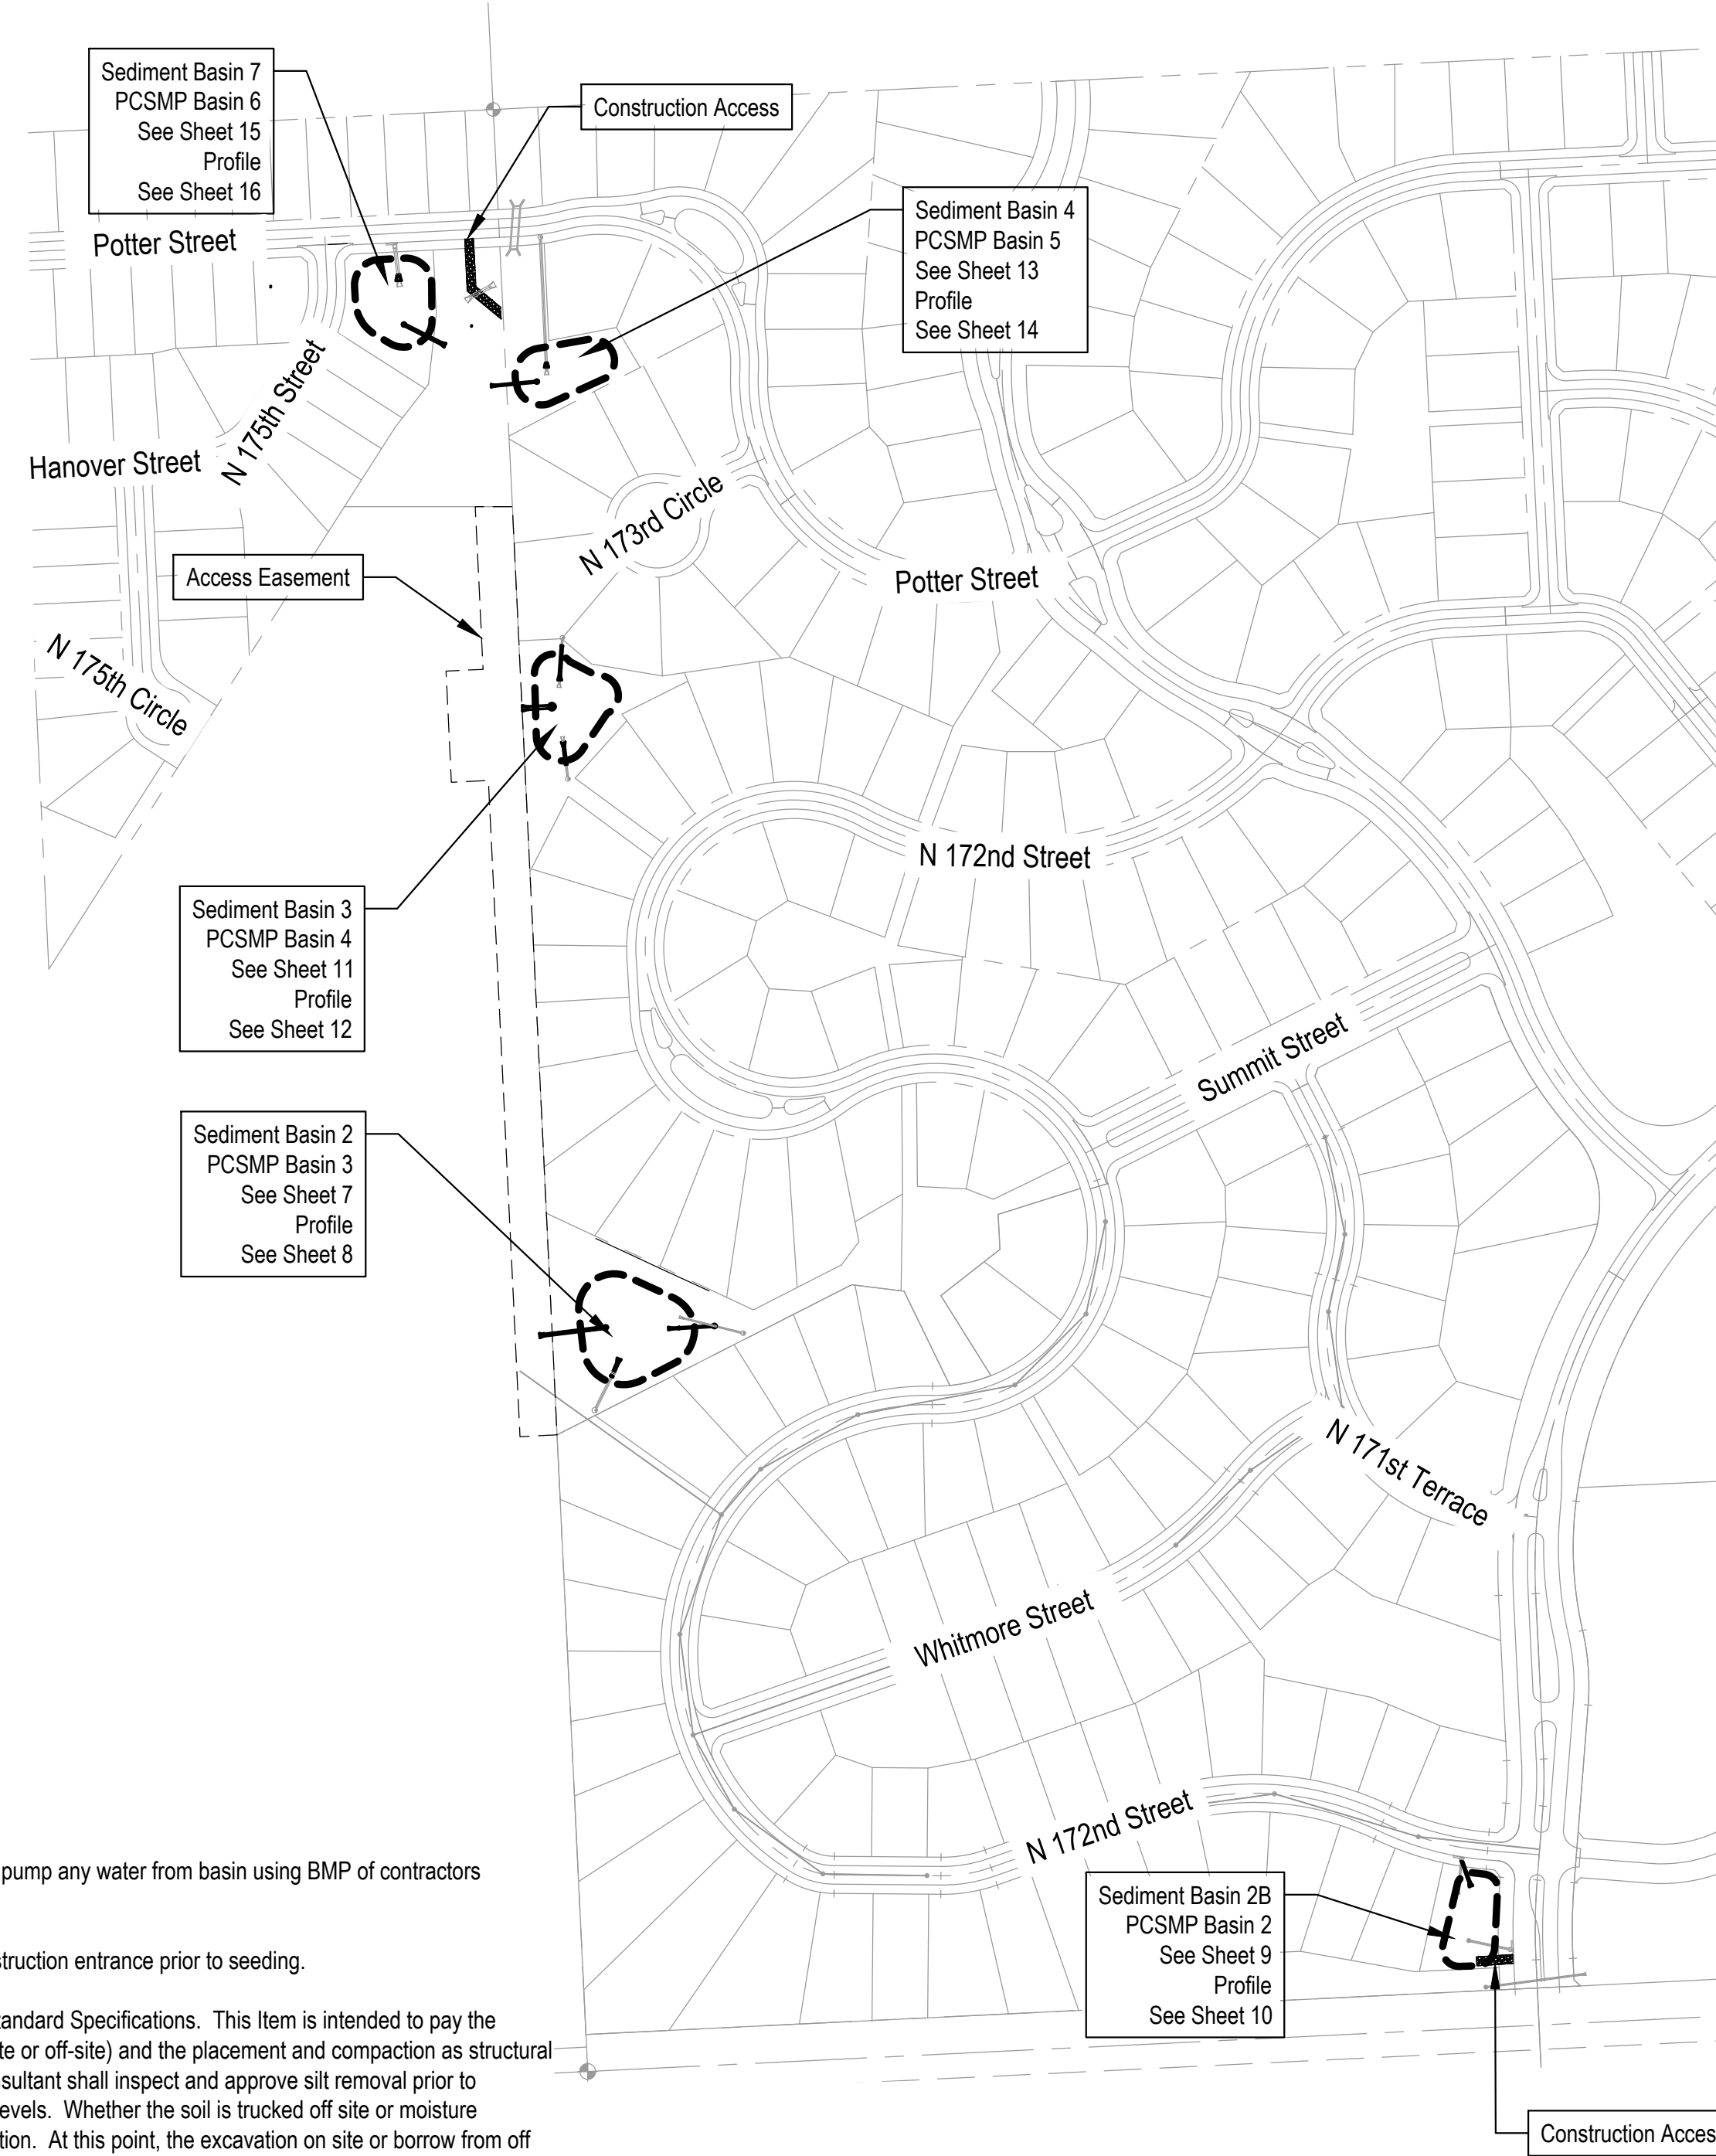 Sediment Basin 7
PCSMP Basin 6
See Sheet 15
Profile
See Sheet 16
Construction Access
Sediment Basin 4
PCSMP Basin 5
See Sheet 13
Profile
See Sheet 14
Potter Street
N 175th Street
Hanover Street
N 173rd Circle
Access Easement
Potter Street
N 175th Circle
N 172nd Street
Sediment Basin 3
PCSMP Basin 4
See Sheet 11
Profile
See Sheet 12
Summit Street
Sediment Basin 2
PCSMP Basin 3
See Sheet 7
Profile
See Sheet 8
N 171st Terrace
Whitmore Street
N 172nd Street
Sediment Basin 2B
PCSMP Basin 2
See Sheet 9
Profile
See Sheet 10
Construction Acces
pump any water from basin using BMP of contractors
struction entrance prior to seeding.
tandard Specifications. This Item is intended to pay the
te or off-site) and the placement and compaction as structural
nsultant shall inspect and approve silt removal prior to
evels. Whether the soil is trucked off site or moisture
tion. At this point, the excavation on site or borrow from off